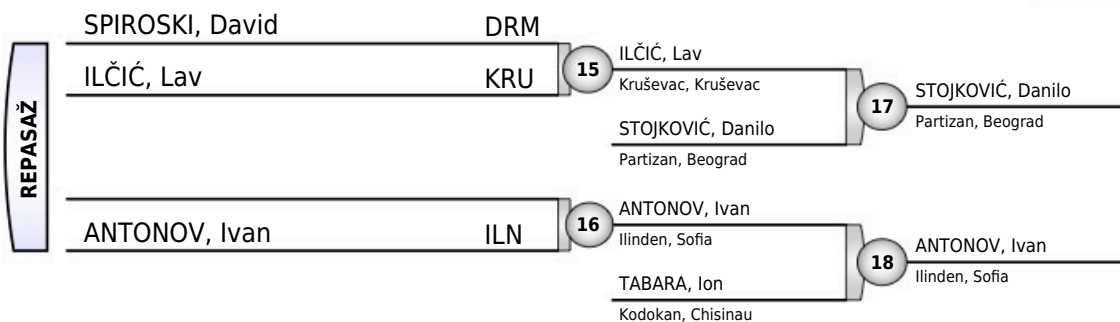 REPASAŽ
SPIROSKI, David DRM
ILČIĆ, Lav KRU
15
ILČIĆ, Lav
Kruševac, Kruševac
STOJKOVIĆ, Danilo
Partizan, Beograd
17
STOJKOVIĆ, Danilo
Partizan, Beograd
ANTONOV, Ivan ILN
16
ANTONOV, Ivan
Ilinden, Sofia
TABARA, Ion
Kodokan, Chisinau
18
ANTONOV, Ivan
Ilinden, Sofia